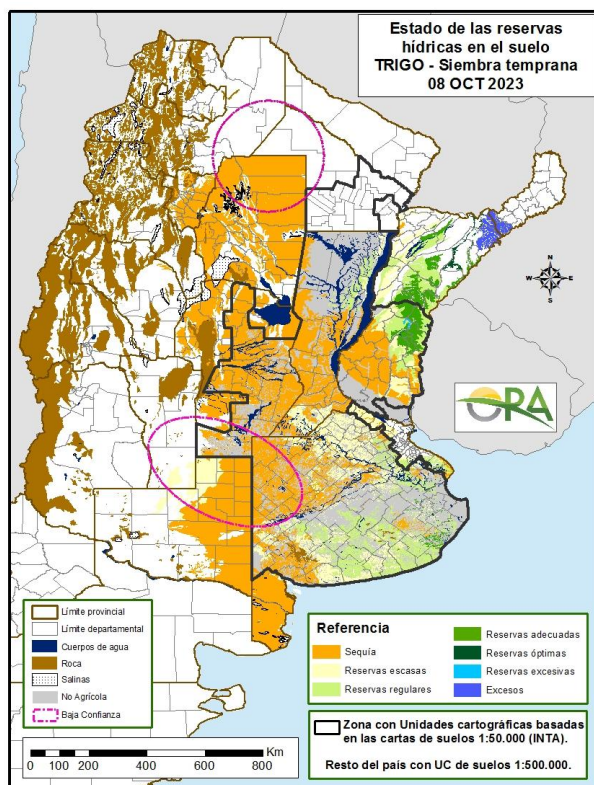 Estado de las reservas
hídricas en el suelo
TRIGO - Siembra temprana
08 OCT 2023
N
W
E
S
ORA
Límite provincial
Límite departamental
Cuerpos de agua
Roca
Salinas
No Agrícola
Baja Confianza
Referencia
Sequía
Reservas escasas
Reservas regulares
Reservas adecuadas
Reservas óptimas
Reservas excesivas
Excesos
Zona con Unidades cartográficas basadas
en las cartas de suelos 1:50.000 (INTA).
Resto del país con UC de suelos 1:500.000.
0 100 200 400 600 800 Km